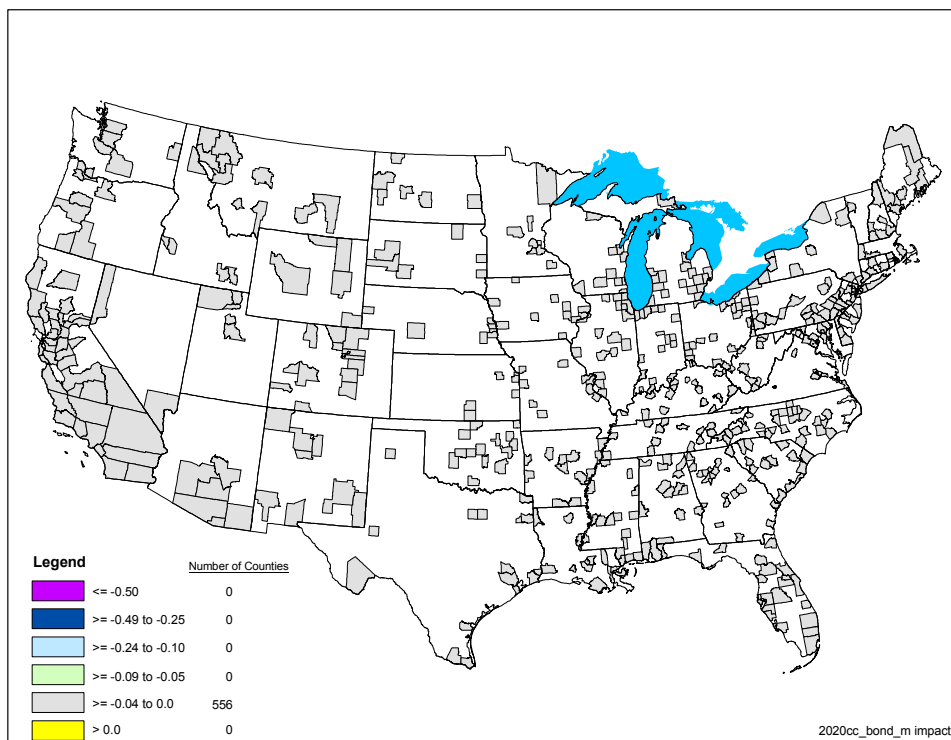 Legend
Number of Counties
<= -0.50 0
>= -0.49 to -0.25 0
>= -0.24 to -0.10 0
>= -0.09 to -0.05 0
>= -0.04 to 0.0 556
> 0.0 0
2020cc_bond_m impact